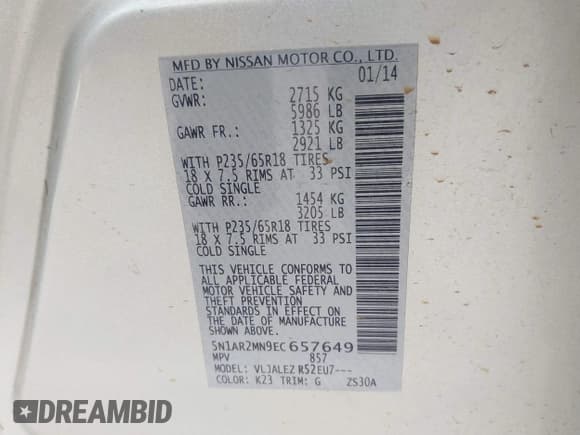 MFD BY NISSAN MOTOR CO., LTD.
DATE: 01/14
GVWR: 2715 KG
5986 LB
GAWR FR.: 1325 KG
2921 LB
WITH P235/65R18 TIRES
18 X 7.5 RIMS AT 33 PSI
COLD SINGLE
GAWR RR.: 1454 KG
3205 LB
WITH P235/65R18 TIRES
18 X 7.5 RIMS AT 33 PSI
COLD SINGLE
THIS VEHICLE CONFORMS TO
ALL APPLICABLE FEDERAL
MOTOR VEHICLE SAFETY AND
THEFT PREVENTION
STANDARDS IN EFFECT ON
THE DATE OF MANUFACTURE
SHOWN ABOVE.
5N1AR2MN9EC657649
MPV 857
MODEL: VLJALEZ R52EU7---
COLOR: K23 TRIM: G ZS30A
DREAMBID